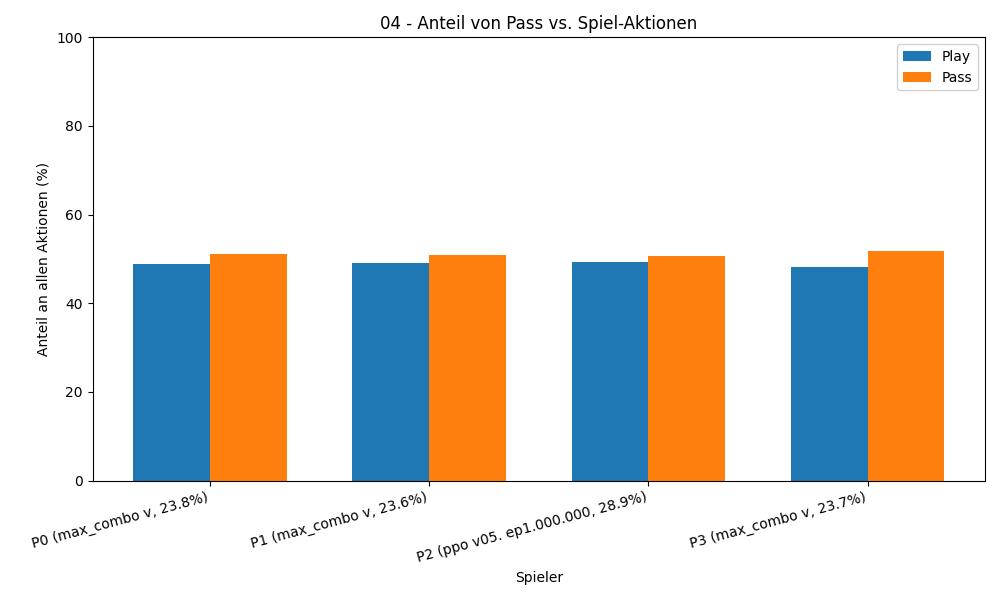 04 - Anteil von Pass vs. Spiel-Aktionen
Play
Pass
Anteil an allen Aktionen (%)
100
80
60
40
20
0
P0 (max_combo v, 23.8%)
P1 (max_combo v, 23.6%)
P2 (ppo v05. ep1.000.000, 28.9%)
P3 (max_combo v, 23.7%)
Spieler